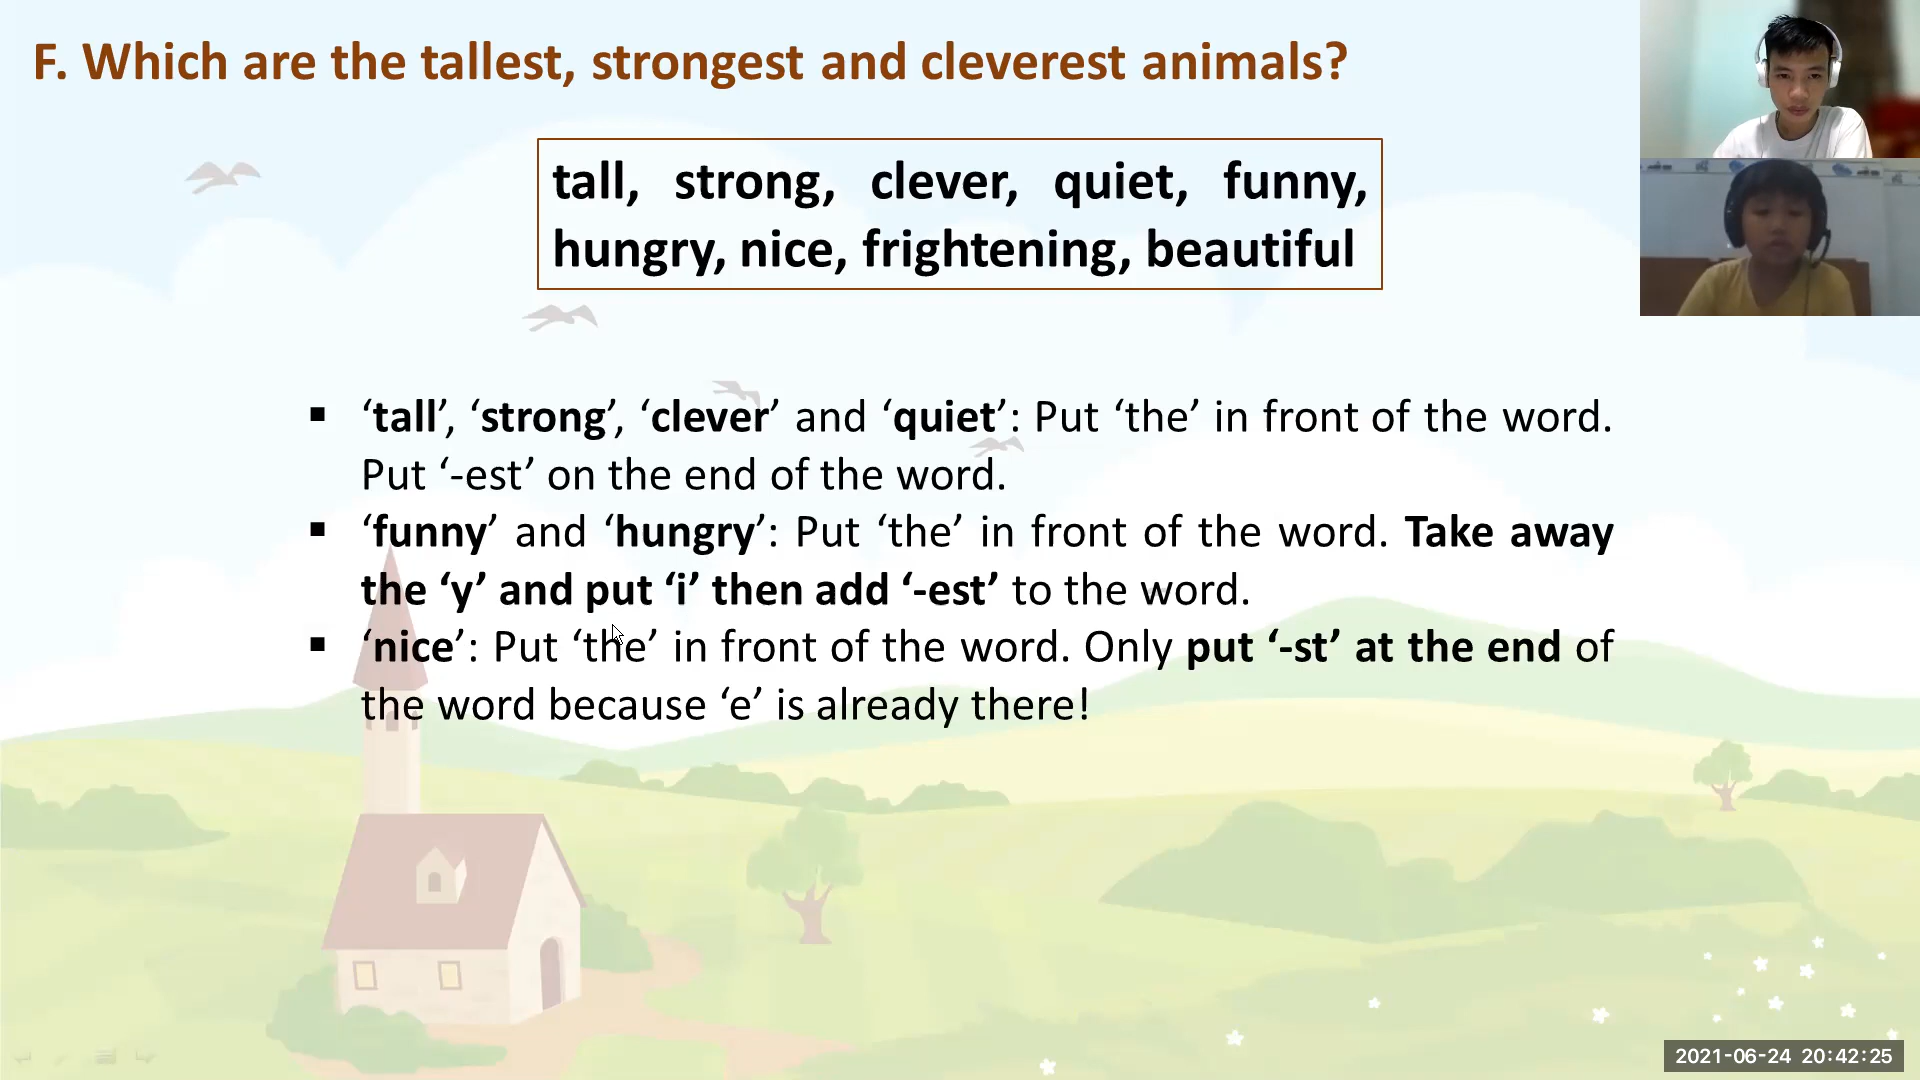 F. Which are the tallest, strongest and cleverest animals?
tall, strong, clever, quiet, funny,
hungry, nice, frightening, beautiful
▪ ‘tall’, ‘strong’, ‘clever’ and ‘quiet’: Put ‘the’ in front of the word.
Put ‘-est’ on the end of the word.
▪ ‘funny’ and ‘hungry’: Put ‘the’ in front of the word. Take away
the ‘y’ and put ‘i’ then add ‘-est’ to the word.
▪ ‘nice’: Put ‘the’ in front of the word. Only put ‘-st’ at the end of
the word because ‘e’ is already there!
2021-06-24 20:42:25